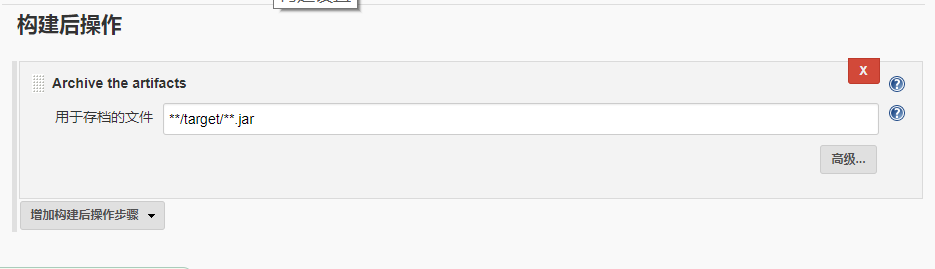 构建后操作
Archive the artifacts
X
用于存档的文件
**/target/**.jar
高级...
增加构建后操作步骤